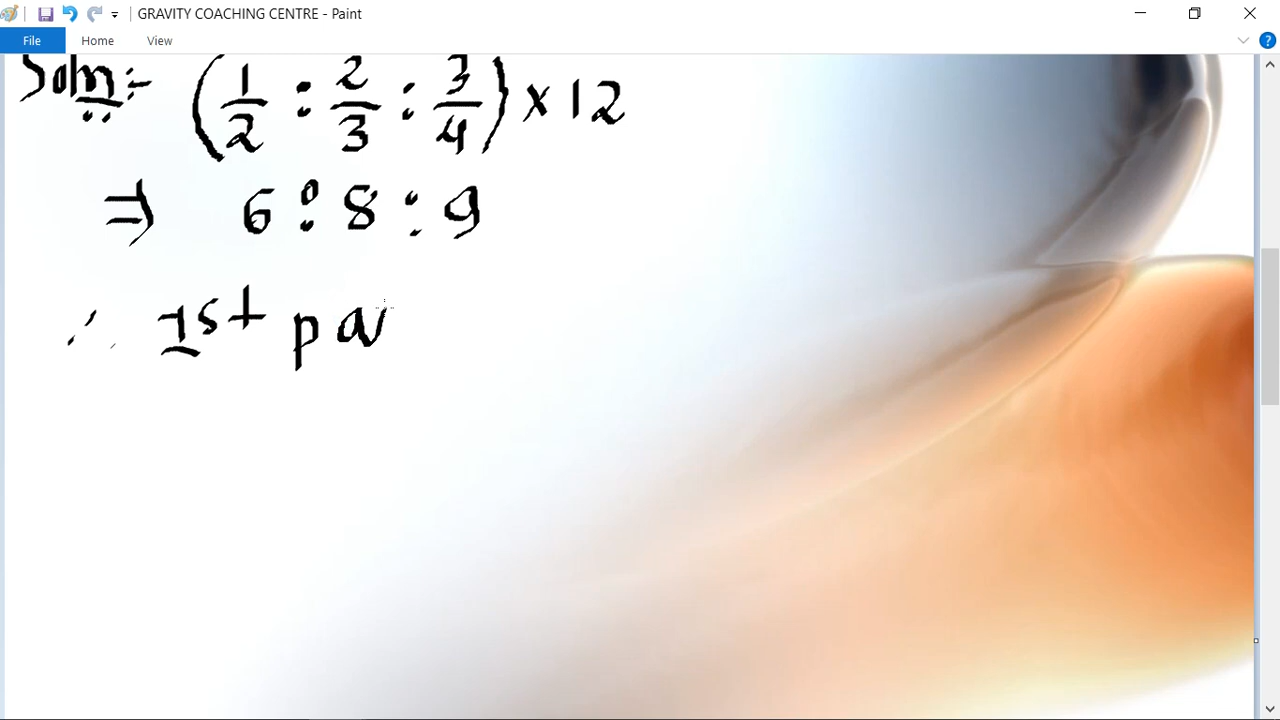 GRAVITY COACHING CENTRE - Paint
File Home View
Soln:- (1/2 : 2/3 : 3/4) × 12
⇒ 6 : 8 : 9
∴ 1st pa